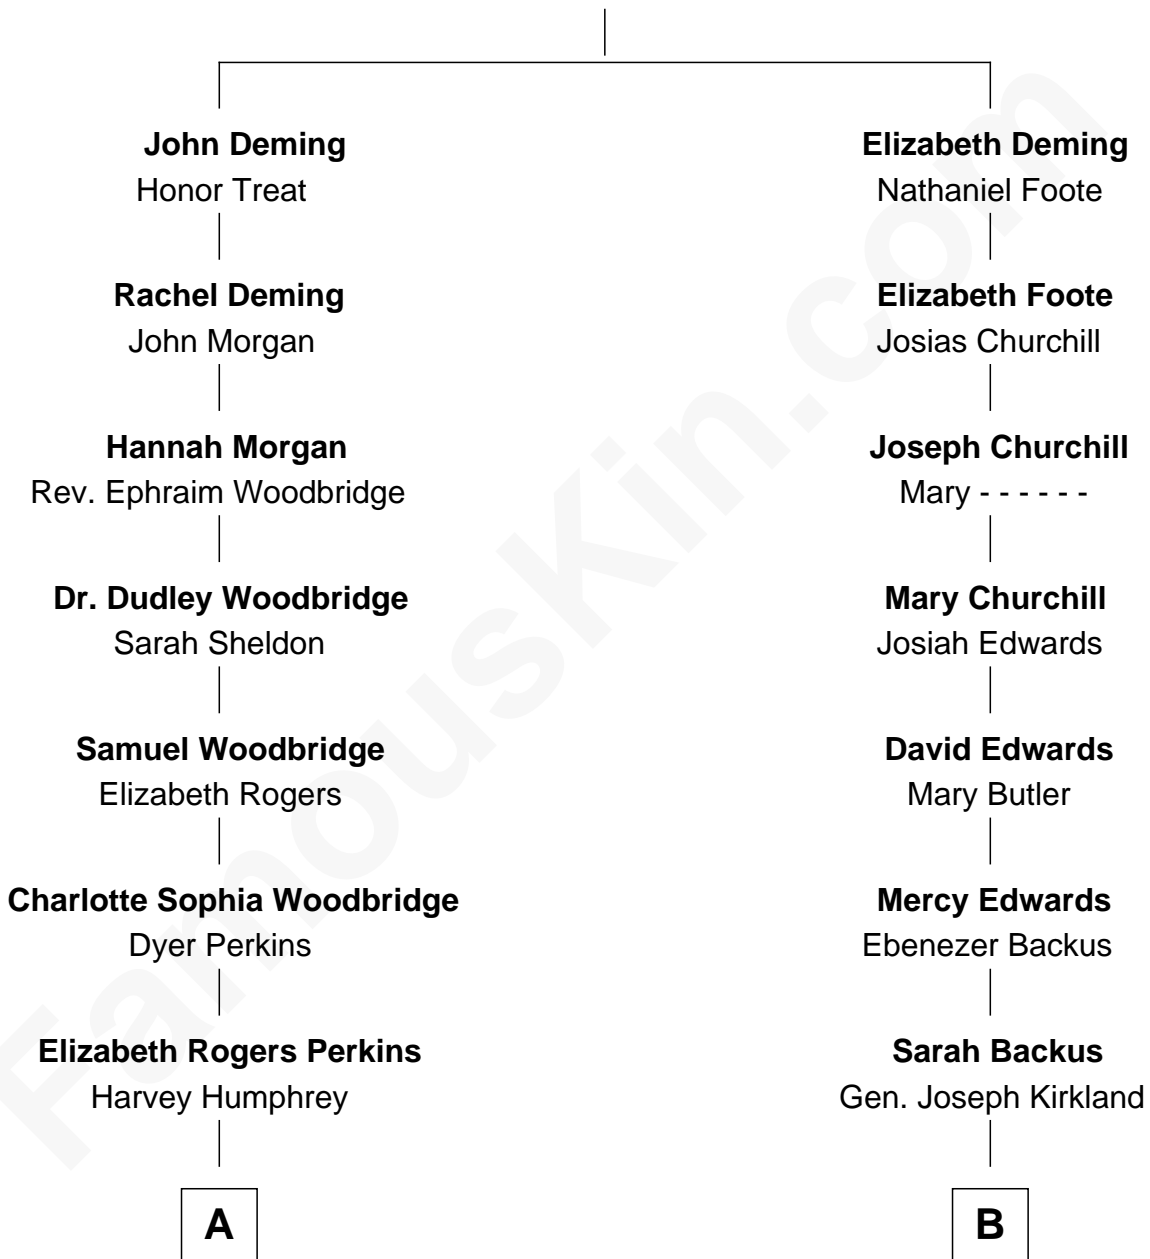 John Deming
Honor Treat
Rachel Deming
John Morgan
Hannah Morgan
Rev. Ephraim Woodbridge
Dr. Dudley Woodbridge
Sarah Sheldon
Samuel Woodbridge
Elizabeth Rogers
Charlotte Sophia Woodbridge
Dyer Perkins
Elizabeth Rogers Perkins
Harvey Humphrey
A
Elizabeth Deming
Nathaniel Foote
Elizabeth Foote
Josias Churchill
Joseph Churchill
Mary - - - - - -
Mary Churchill
Josiah Edwards
David Edwards
Mary Butler
Mercy Edwards
Ebenezer Backus
Sarah Backus
Gen. Joseph Kirkland
B
FamousKin.com